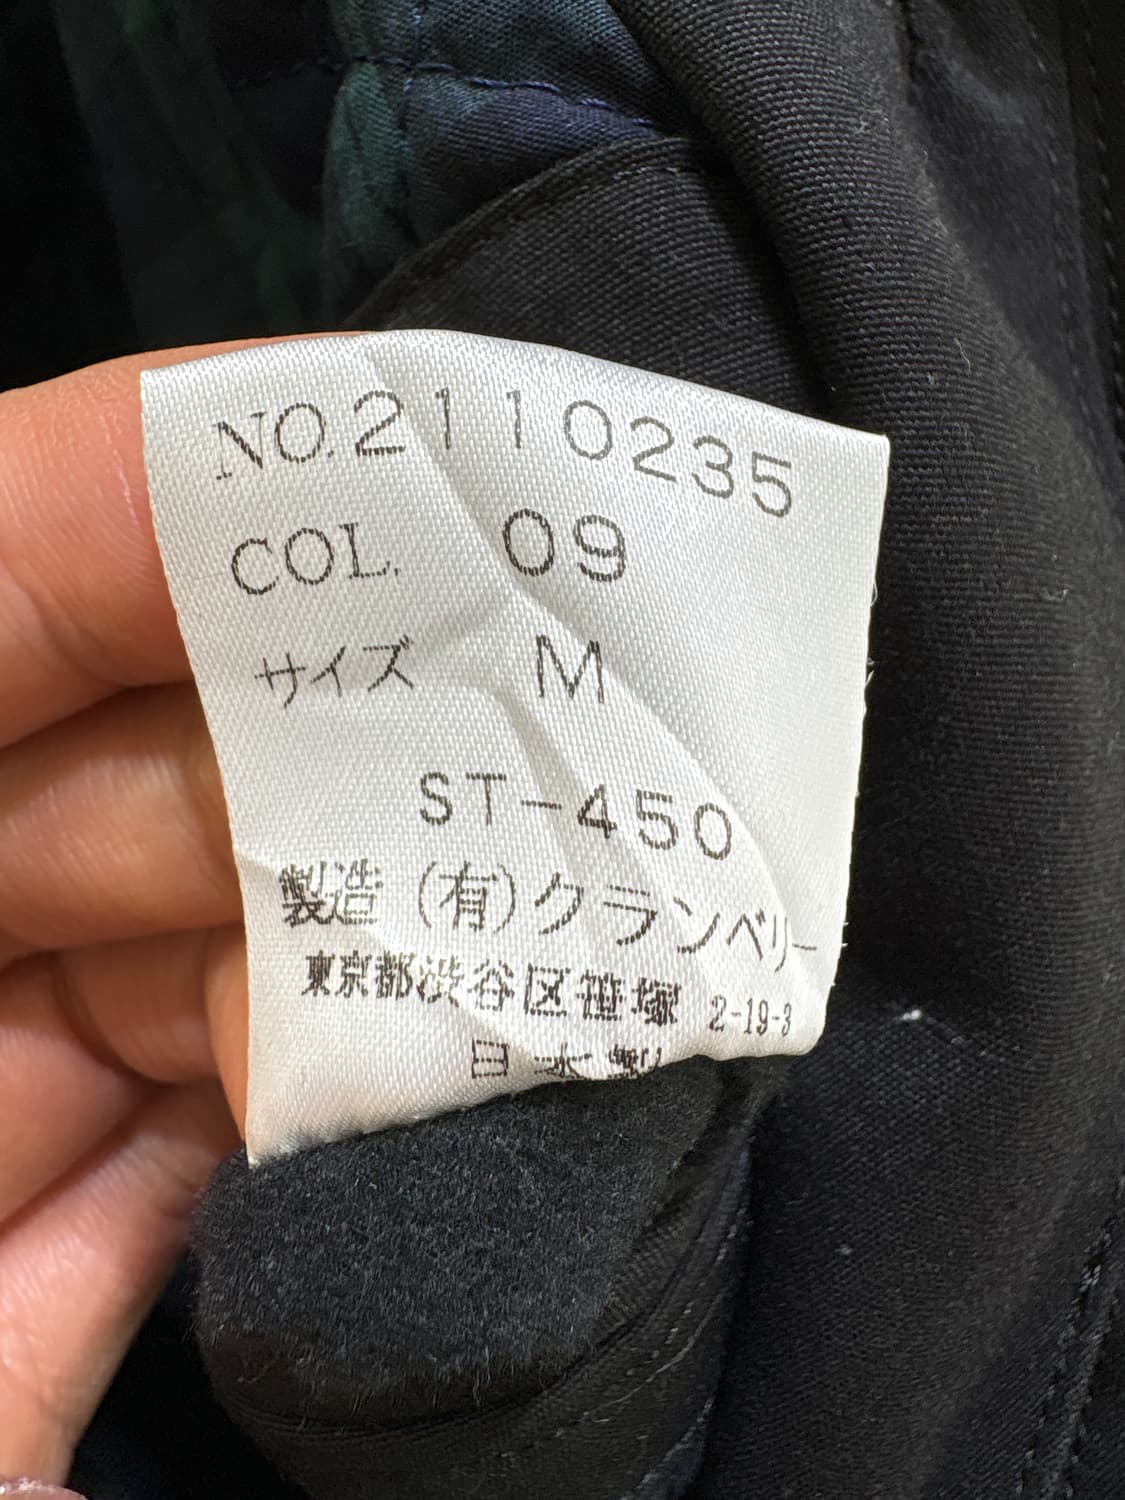 NO.2110235
COL. 09
サイズ M
ST-450
製造 (有)クランベリー
東京都渋谷区笹塚 2-19-3
日本製